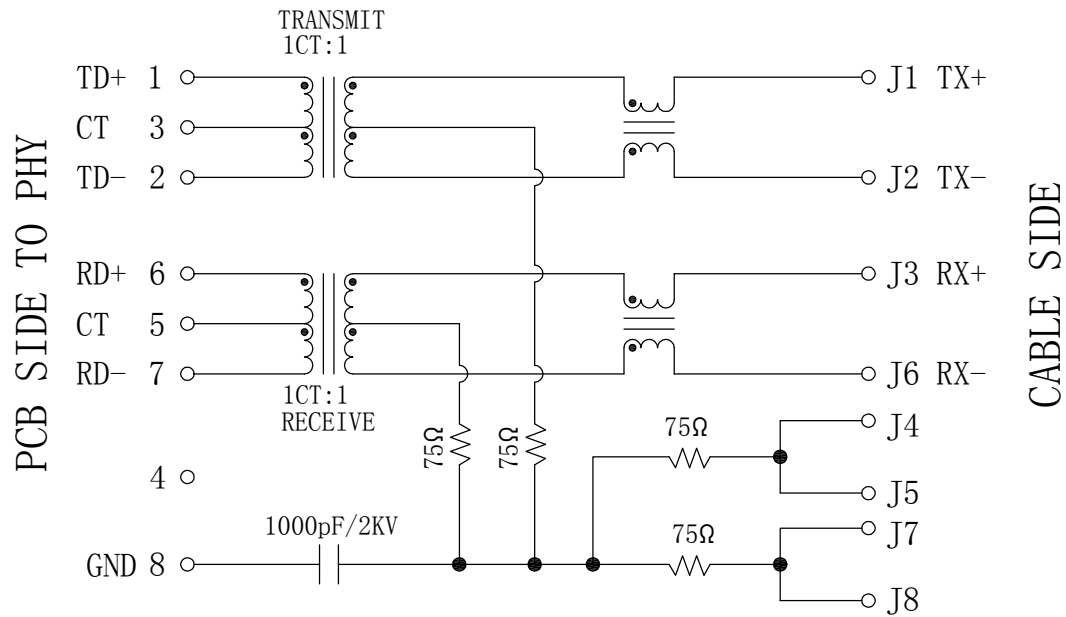 TRANSMIT
1CT:1
TD+ 1
CT 3
TD- 2
J1 TX+
J2 TX-
PCB SIDE TO PHY
CABLE SIDE
RD+ 6
CT 5
RD- 7
J3 RX+
J6 RX-
1CT:1
RECEIVE
75Ω
75Ω
75Ω
J4
J5
4
1000pF/2KV
75Ω
J7
GND 8
J8